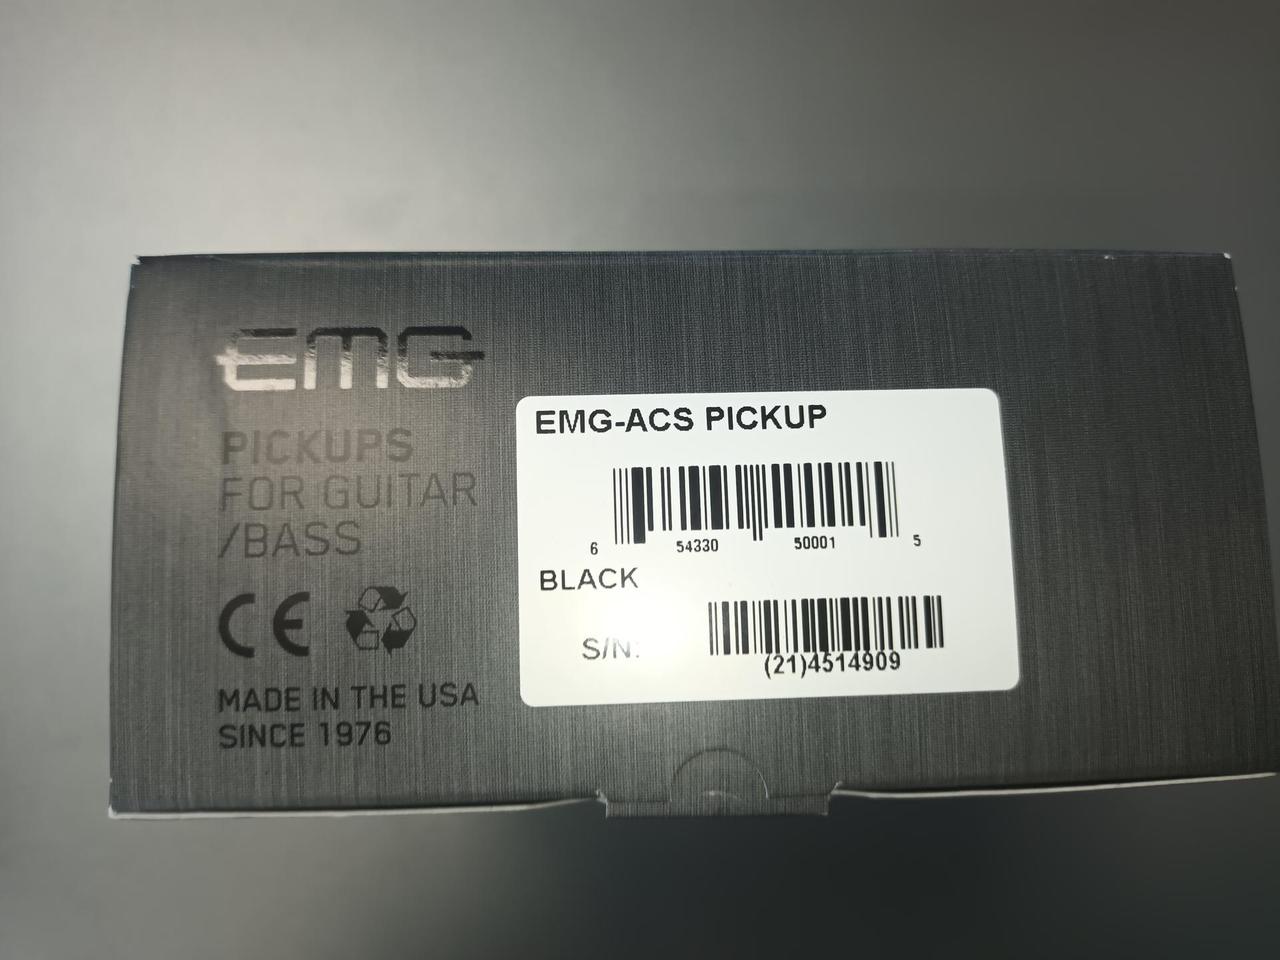 EMG
PICKUPS
FOR GUITAR
/BASS
CE
MADE IN THE USA
SINCE 1976
EMG-ACS PICKUP
6 54330 50001 5
BLACK
S/N:
(21)4514909